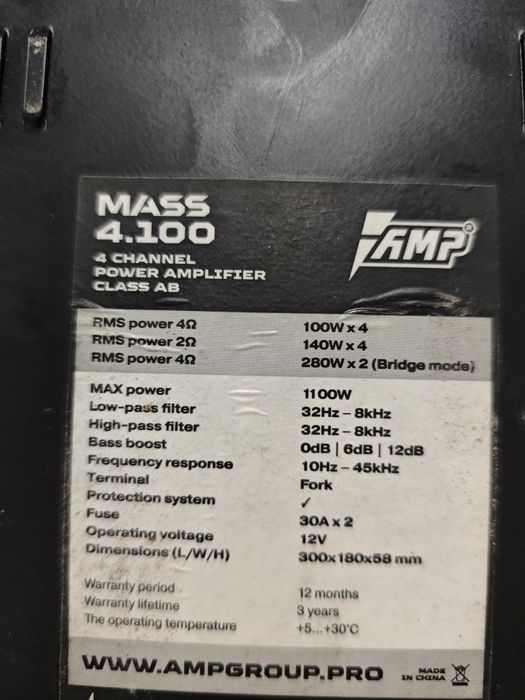 MASS
4.100
AMP®
4 CHANNEL
POWER AMPLIFIER
CLASS AB
RMS power 4Ω 100W x 4
RMS power 2Ω 140W x 4
RMS power 4Ω 280W x 2 (Bridge mode)
MAX power 1100W
Low-pass filter 32Hz – 8kHz
High-pass filter 32Hz – 8kHz
Bass boost 0dB | 6dB | 12dB
Frequency response 10Hz – 45kHz
Terminal Fork
Protection system ✓
Fuse 30A x 2
Operating voltage 12V
Dimensions (L/W/H) 300x180x58 mm
Warranty period 12 months
Warranty lifetime 3 years
The operating temperature +5...+30°C
WWW.AMPGROUP.PRO
MADE
IN CHINA